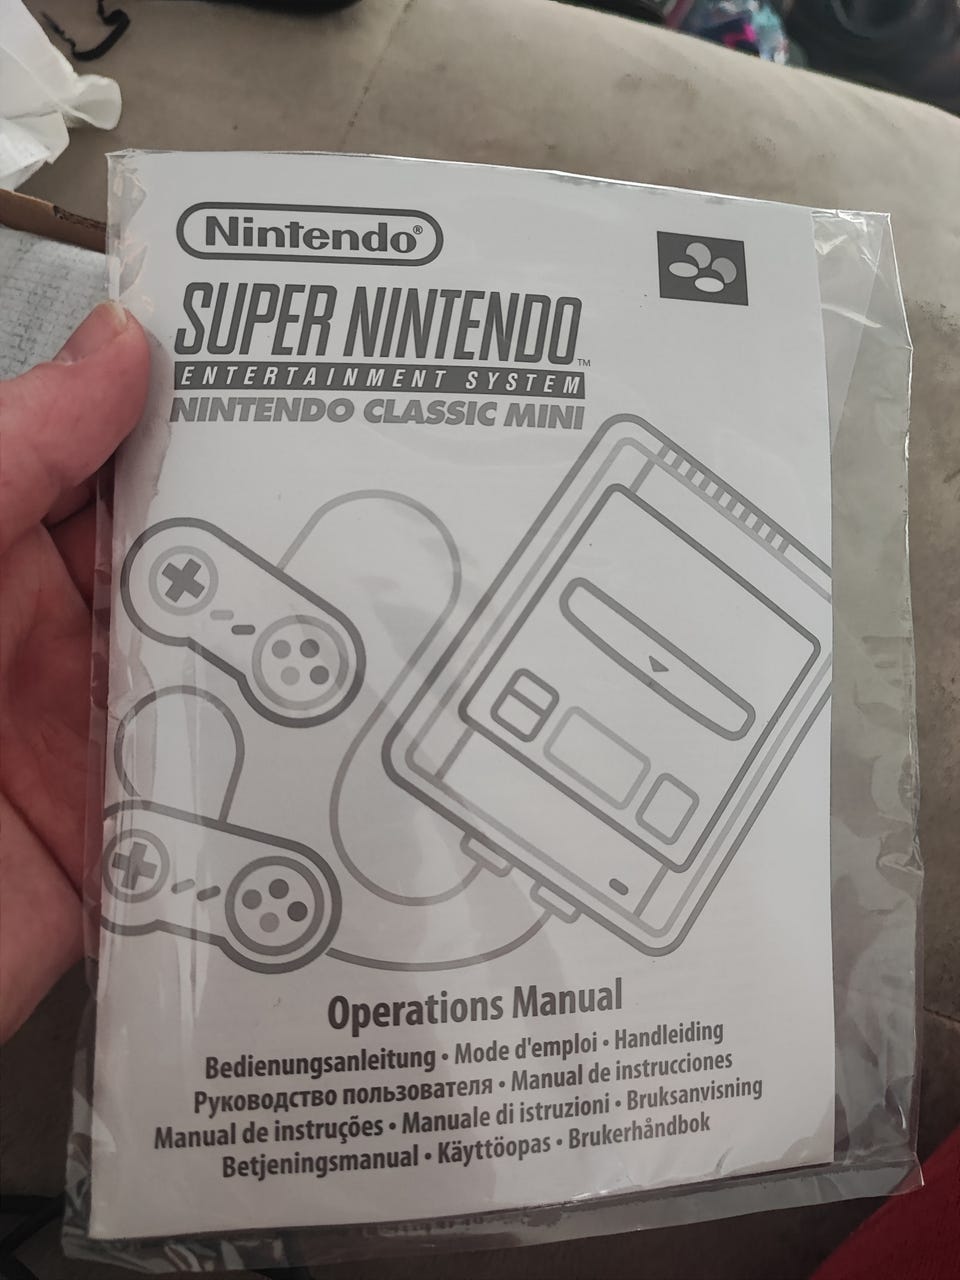 Nintendo®
SUPER NINTENDO™
ENTERTAINMENT SYSTEM
NINTENDO CLASSIC MINI
Operations Manual
Bedienungsanleitung • Mode d'emploi • Handleiding
Руководство пользователя • Manual de instrucciones
Manual de instruções • Manuale di istruzioni • Bruksanvisning
Betjeningsmanual • Käyttöopas • Brukerhåndbok